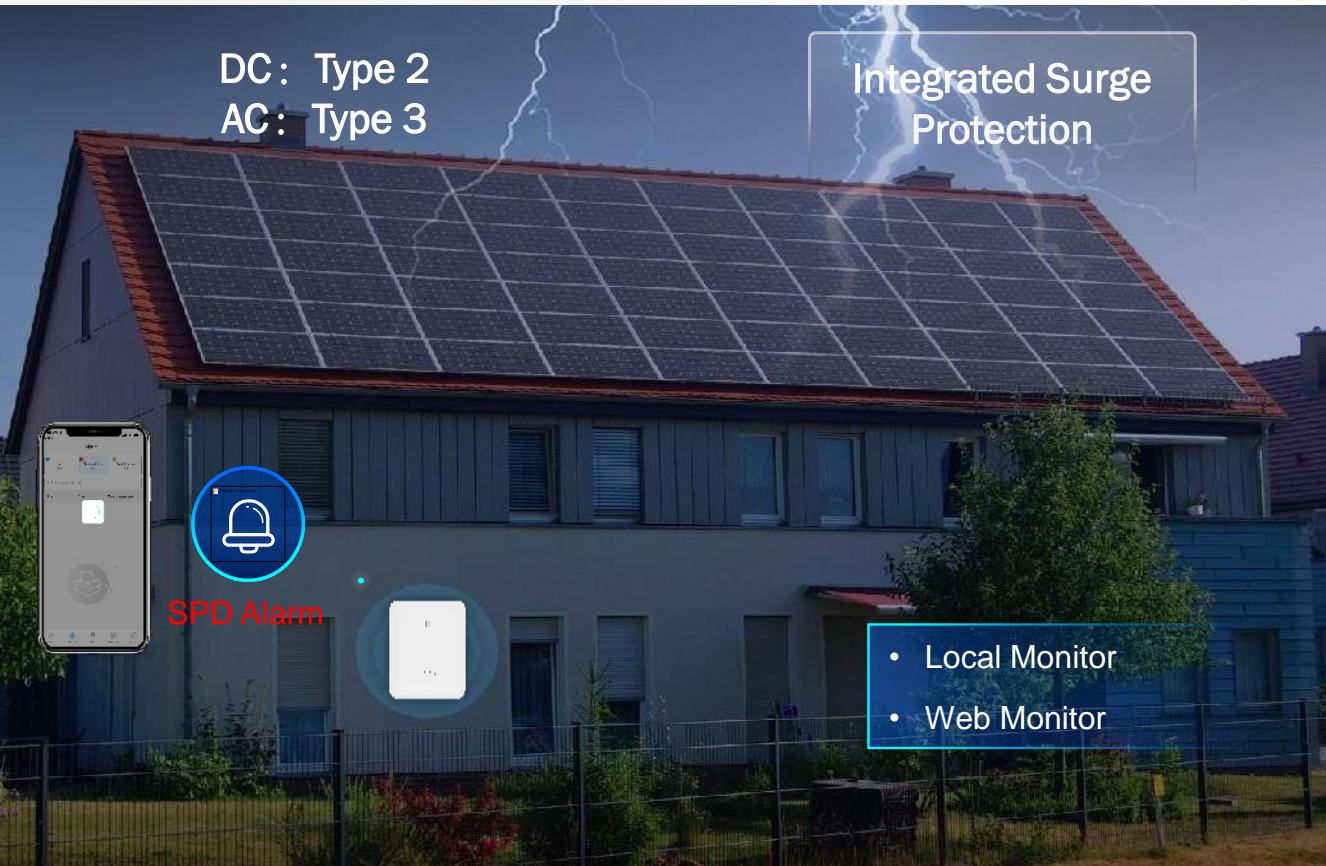 DC： Type 2
AC： Type 3
Integrated Surge
Protection
SPD Alarm
• Local Monitor
• Web Monitor